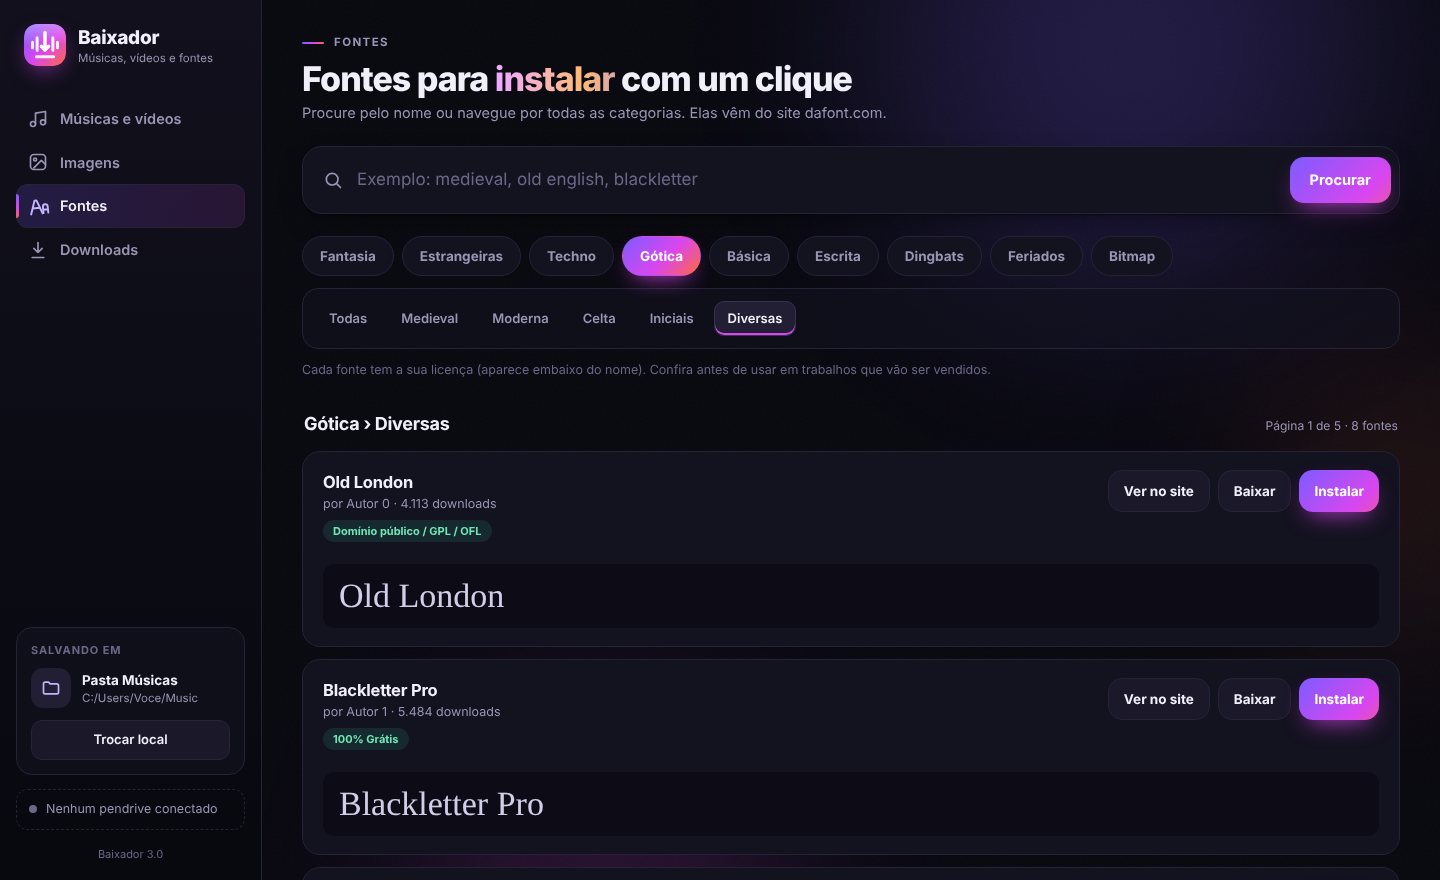 Baixador
Músicas, vídeos e fontes
Músicas e vídeos
Imagens
Fontes
Downloads
SALVANDO EM
Pasta Músicas
C:/Users/Voce/Music
Trocar local
Nenhum pendrive conectado
Baixador 3.0
FONTES
Fontes para instalar com um clique
Procure pelo nome ou navegue por todas as categorias. Elas vêm do site dafont.com.
Exemplo: medieval, old english, blackletter
Procurar
Fantasia Estrangeiras Techno Gótica Básica Escrita Dingbats Feriados Bitmap
Todas Medieval Moderna Celta Iniciais Diversas
Cada fonte tem a sua licença (aparece embaixo do nome). Confira antes de usar em trabalhos que vão ser vendidos.
Gótica › Diversas
Página 1 de 5 · 8 fontes
Old London
por Autor 0 · 4.113 downloads
Domínio público / GPL / OFL
Ver no site Baixar Instalar
Old London
Blackletter Pro
por Autor 1 · 5.484 downloads
100% Grátis
Ver no site Baixar Instalar
Blackletter Pro